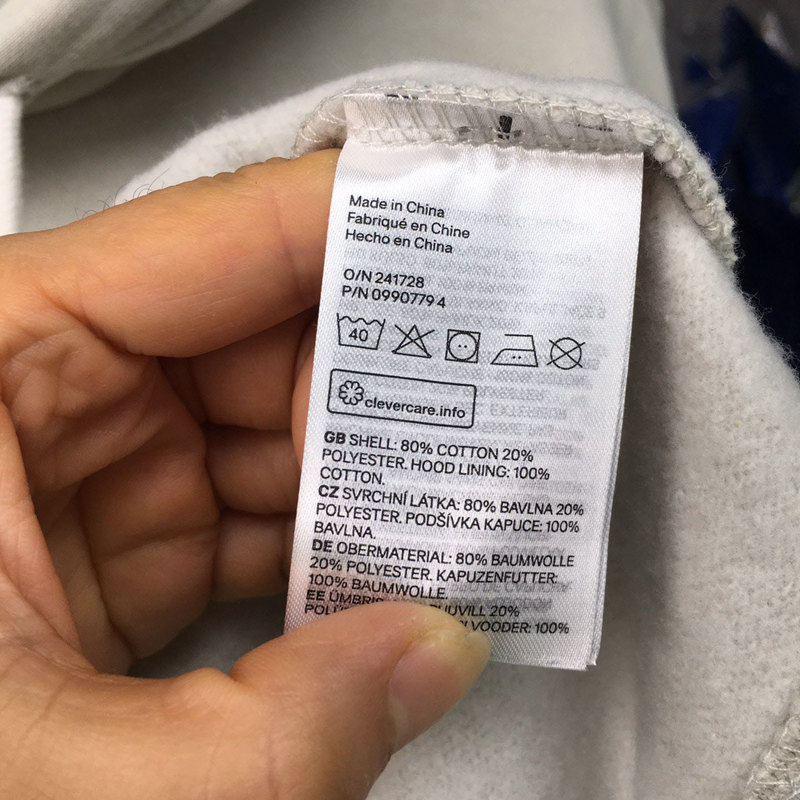 Made in China
Fabriqué en Chine
Hecho en China
O/N 241728
P/N 0990779 4
40
clevercare.info
GB SHELL: 80% COTTON 20%
POLYESTER. HOOD LINING: 100%
COTTON.
CZ SVRCHNÍ LÁTKA: 80% BAVLNA 20%
POLYESTER. PODŠÍVKA KAPUCE: 100%
BAVLNA.
DE OBERMATERIAL: 80% BAUMWOLLE
20% POLYESTER. KAPUZENFUTTER:
100% BAUMWOLLE.
EE 20%
VOODER: 100%